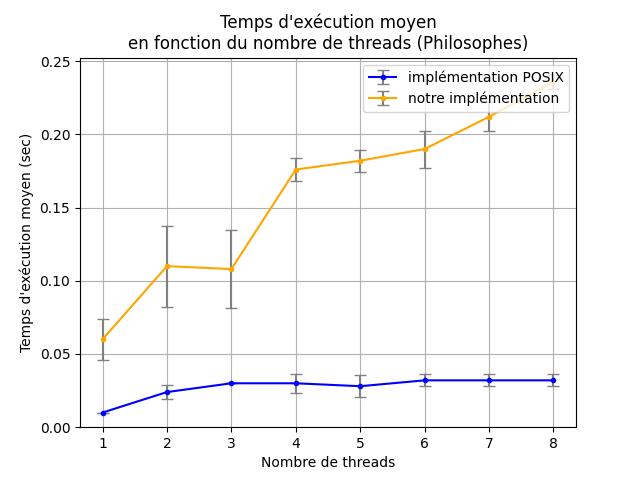 Temps d'exécution moyen
en fonction du nombre de threads (Philosophes)
implémentation POSIX
notre implémentation
Temps d'exécution moyen (sec)
0.25
0.20
0.15
0.10
0.05
0.00
1 2 3 4 5 6 7 8
Nombre de threads